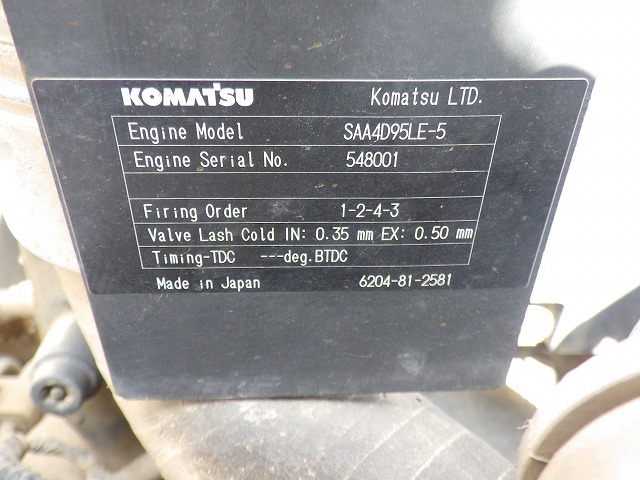 KOMATSU Komatsu LTD.
Engine Model SAA4D95LE-5
Engine Serial No. 548001
Firing Order 1-2-4-3
Valve Lash Cold IN: 0.35 mm EX: 0.50 mm
Timing-TDC ---deg.BTDC
Made in Japan 6204-81-2581